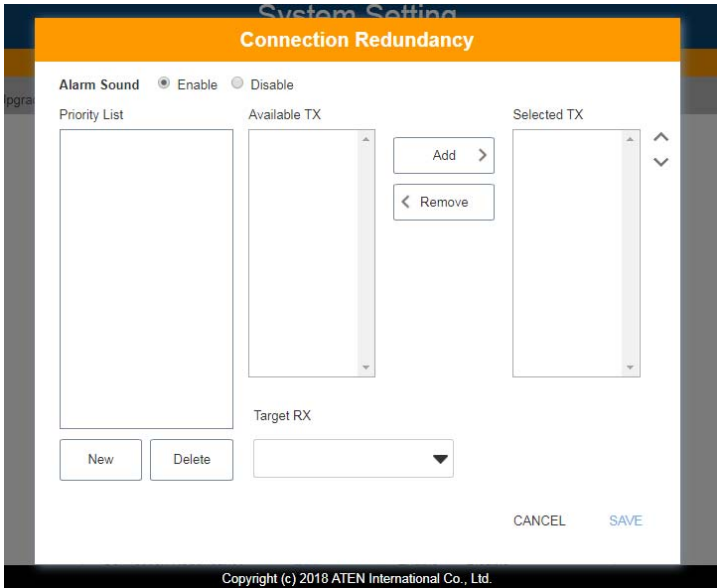 System Setting
Connection Redundancy
Alarm Sound Enable Disable
Upgra
Priority List Available TX Selected TX
Add
Remove
Target RX
New Delete
CANCEL SAVE
Copyright (c) 2018 ATEN International Co., Ltd.